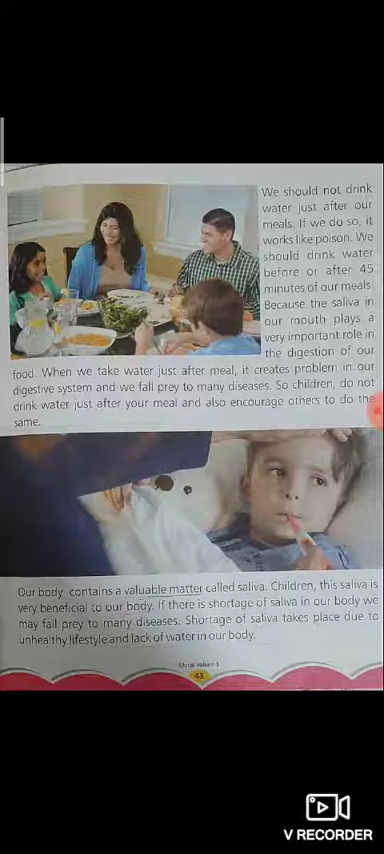 We should not drink
water just after our
meals. If we do so, it
works like poison. We
should drink water
before or after 45
minutes of our meals.
Because the saliva in
our mouth plays a
very important role in
the digestion of our
food. When we take water just after meal, it creates problem in our
digestive system and we fall prey to many diseases. So children, do not
drink water just after your meal and also encourage others to do the
same.
Our body contains a valuable matter called saliva. Children, this saliva is
very beneficial to our body. If there is shortage of saliva in our body we
may fall prey to many diseases. Shortage of saliva takes place due to
unhealthy lifestyle and lack of water in our body.
Moral Values-3
43
V RECORDER